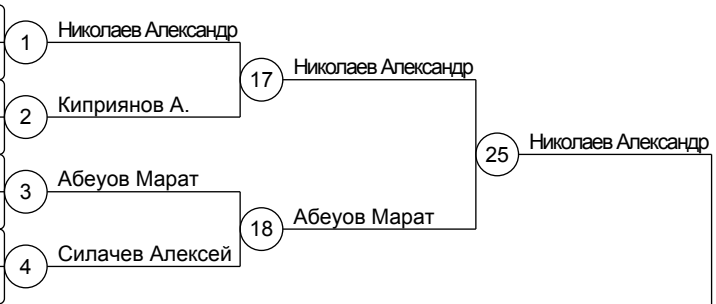 Николаев Александр
1
17
Николаев Александр
2
Киприянов А.
25
Николаев Александр
3
Абеуов Марат
18
Абеуов Марат
4
Силачев Алексей